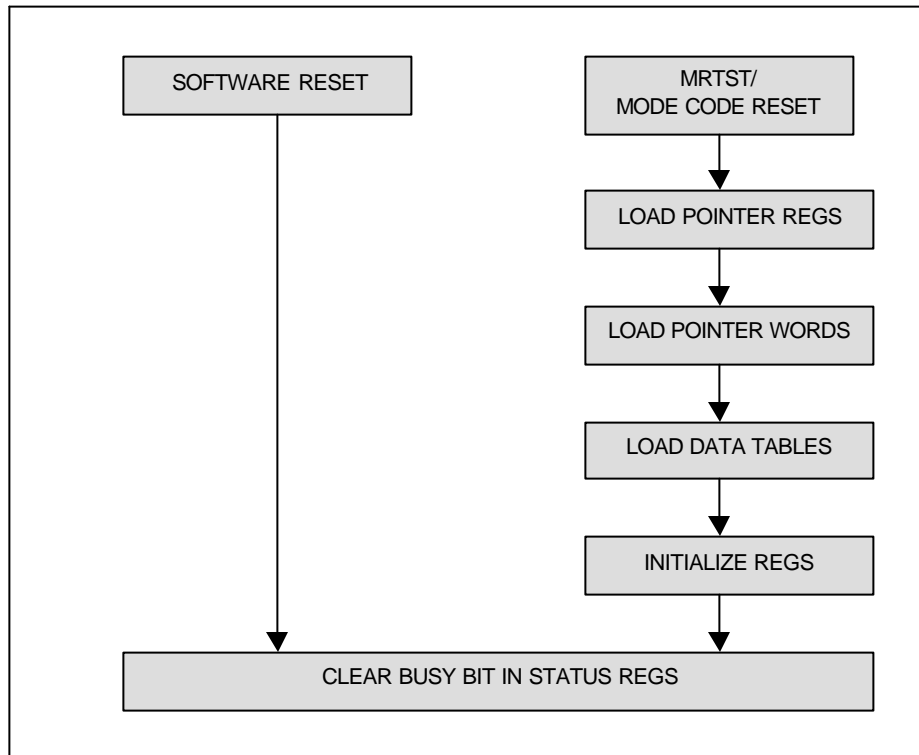 SOFTWARE RESET
MRTST/
MODE CODE RESET
LOAD POINTER REGS
LOAD POINTER WORDS
LOAD DATA TABLES
INITIALIZE REGS
CLEAR BUSY BIT IN STATUS REGS